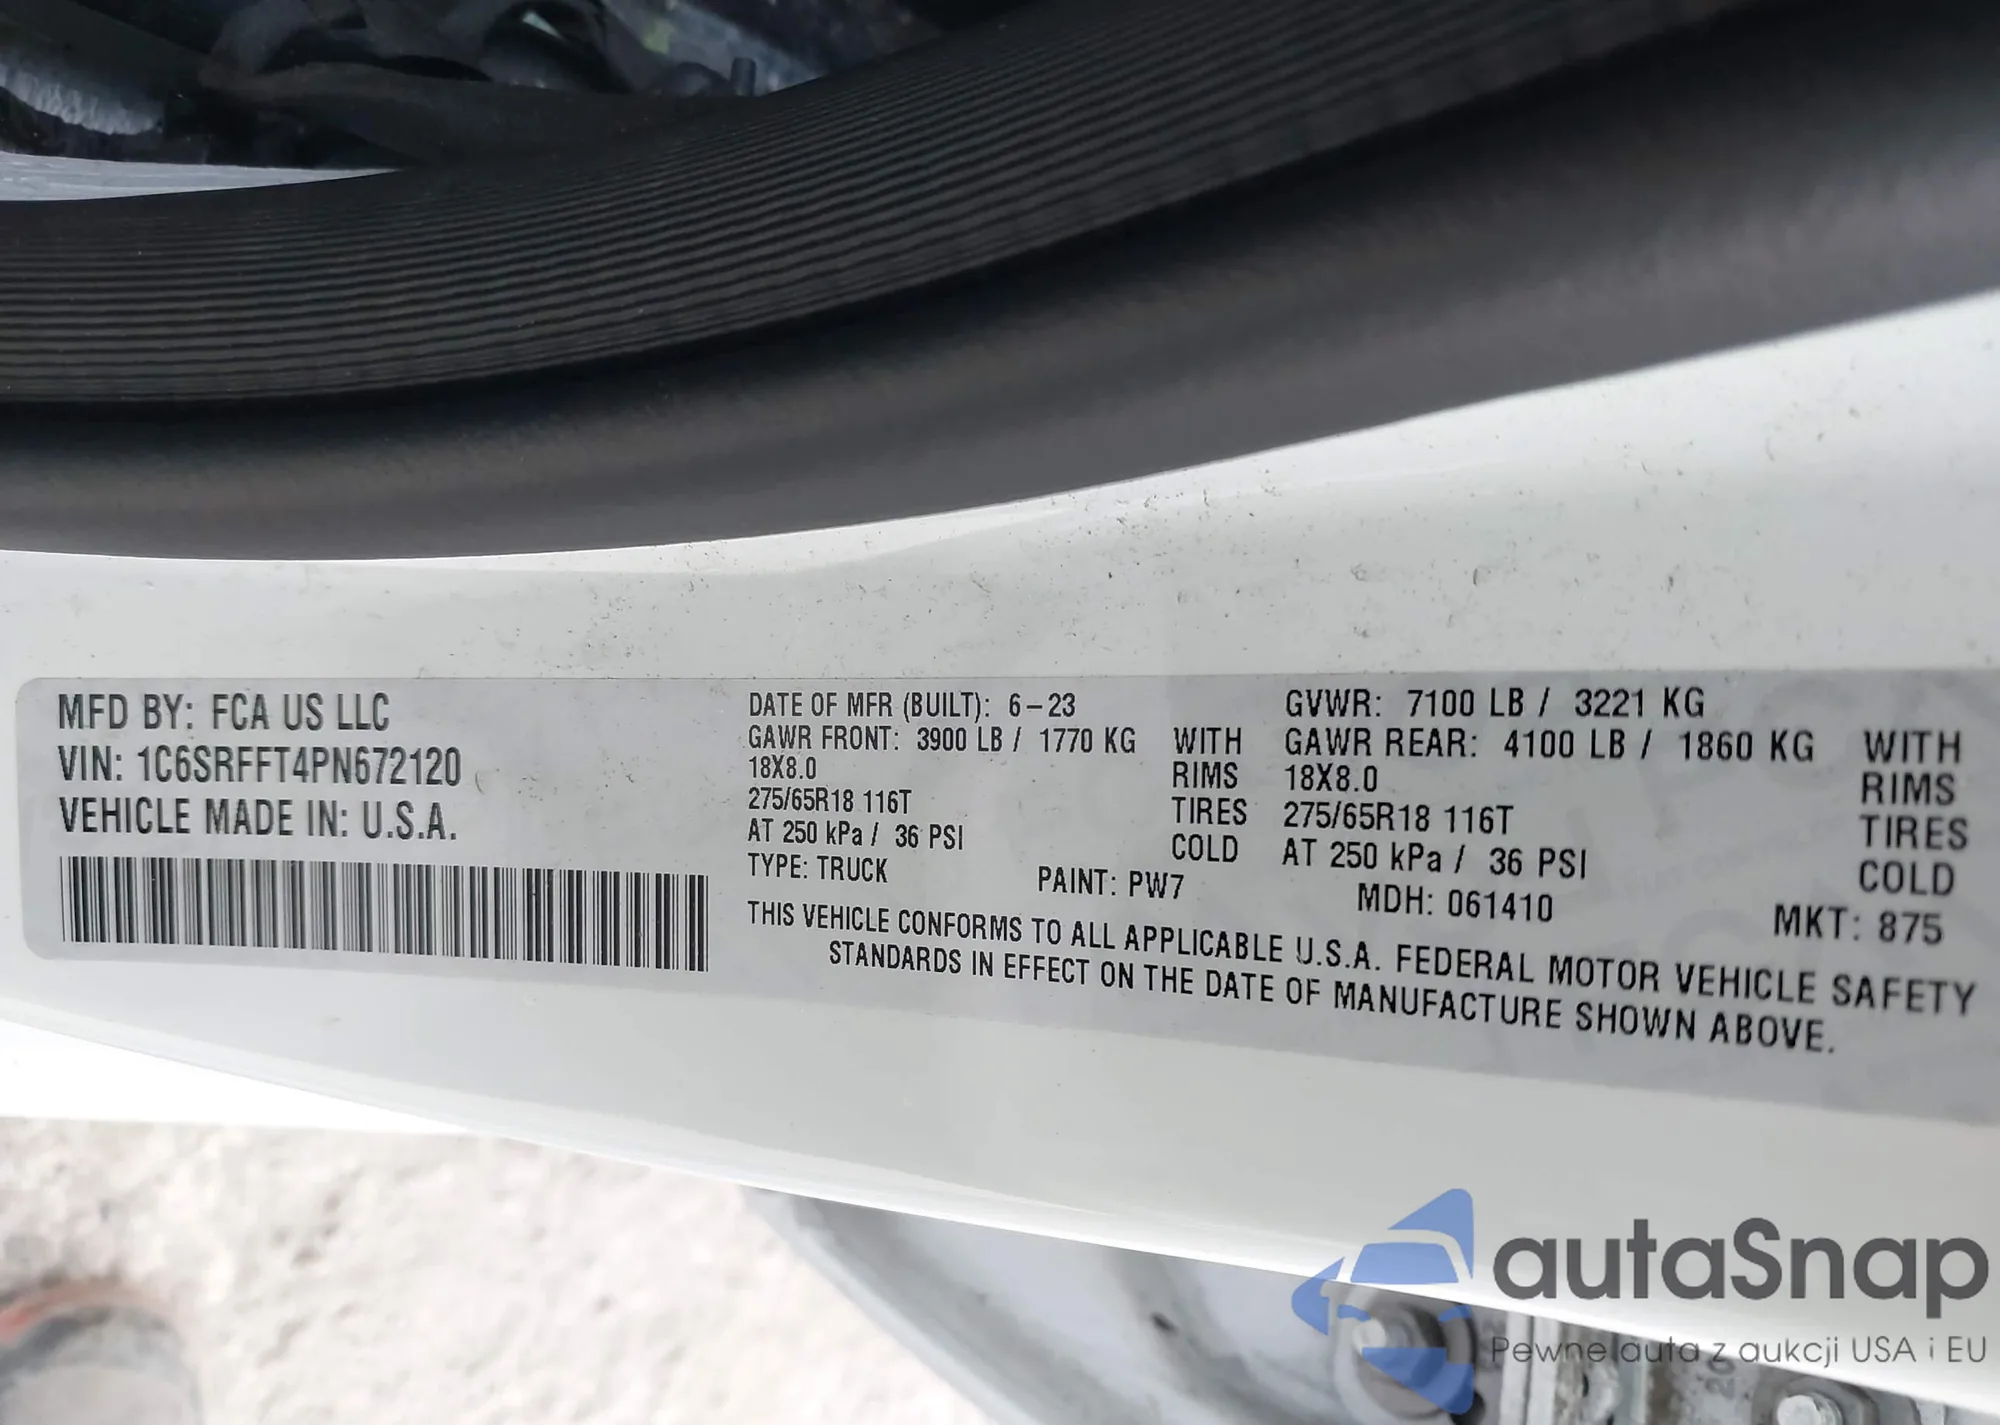 MFD BY: FCA US LLC
VIN: 1C6SRFFT4PN672120
VEHICLE MADE IN: U.S.A.
DATE OF MFR (BUILT): 6-23 GVWR: 7100 LB / 3221 KG
GAWR FRONT: 3900 LB / 1770 KG WITH GAWR REAR: 4100 LB / 1860 KG WITH
18X8.0 RIMS 18X8.0 RIMS
275/65R18 116T TIRES 275/65R18 116T TIRES
AT 250 kPa / 36 PSI COLD AT 250 kPa / 36 PSI COLD
TYPE: TRUCK PAINT: PW7 MDH: 061410 MKT: 875
THIS VEHICLE CONFORMS TO ALL APPLICABLE U.S.A. FEDERAL MOTOR VEHICLE SAFETY
STANDARDS IN EFFECT ON THE DATE OF MANUFACTURE SHOWN ABOVE.
autaSnap
Pewne auta z aukcji USA i EU